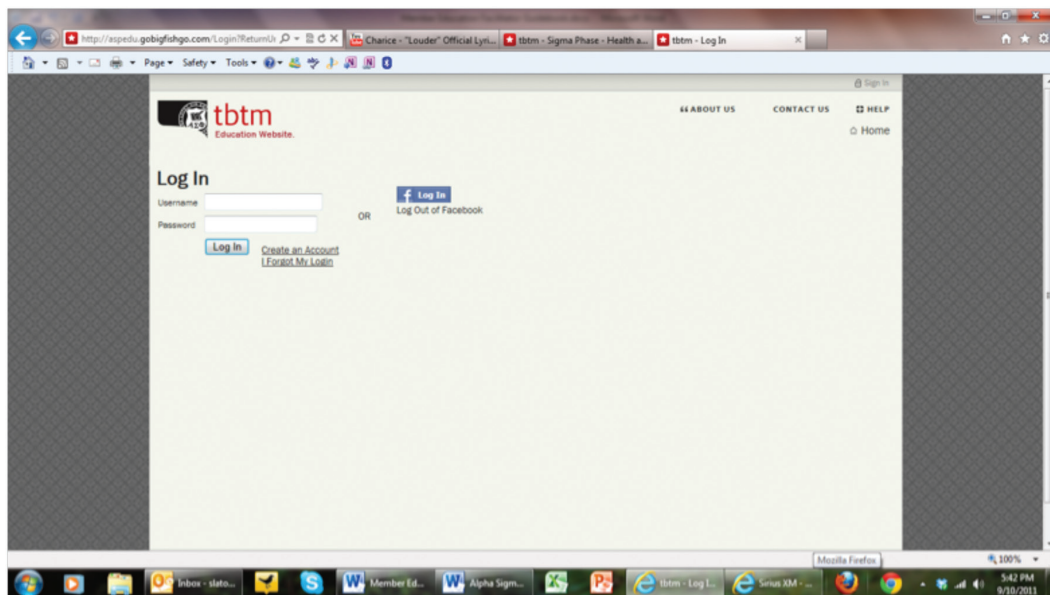 http://aspedu.gobigfishgo.com/Login?ReturnUr
Charice - "Louder" Official Lyri...
tbtm - Sigma Phase - Health a...
tbtm - Log In
Page
Safety
Tools
Sign In
tbtm
Education Website.
ABOUT US
CONTACT US
HELP
Home
Log In
Username
Password
OR
f Log In
Log Out of Facebook
Log In
Create an Account
I Forgot My Login
Mozilla Firefox
100%
Inbox - slato...
Member Ed...
Alpha Sigm...
tbtm - Log I...
Sirius XM - ...
5:42 PM
9/10/2011